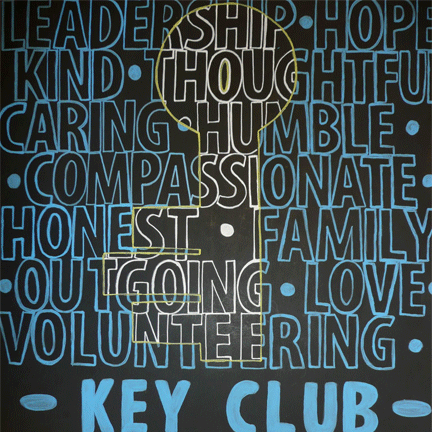 LEADERSHIP • HOPE
KIND • THOUGHTFUL
CARING • HUMBLE •
• COMPASSIONATE •
HONEST • FAMILY
• OUTGOING • LOVE •
VOLUNTEERING •
- KEY CLUB -